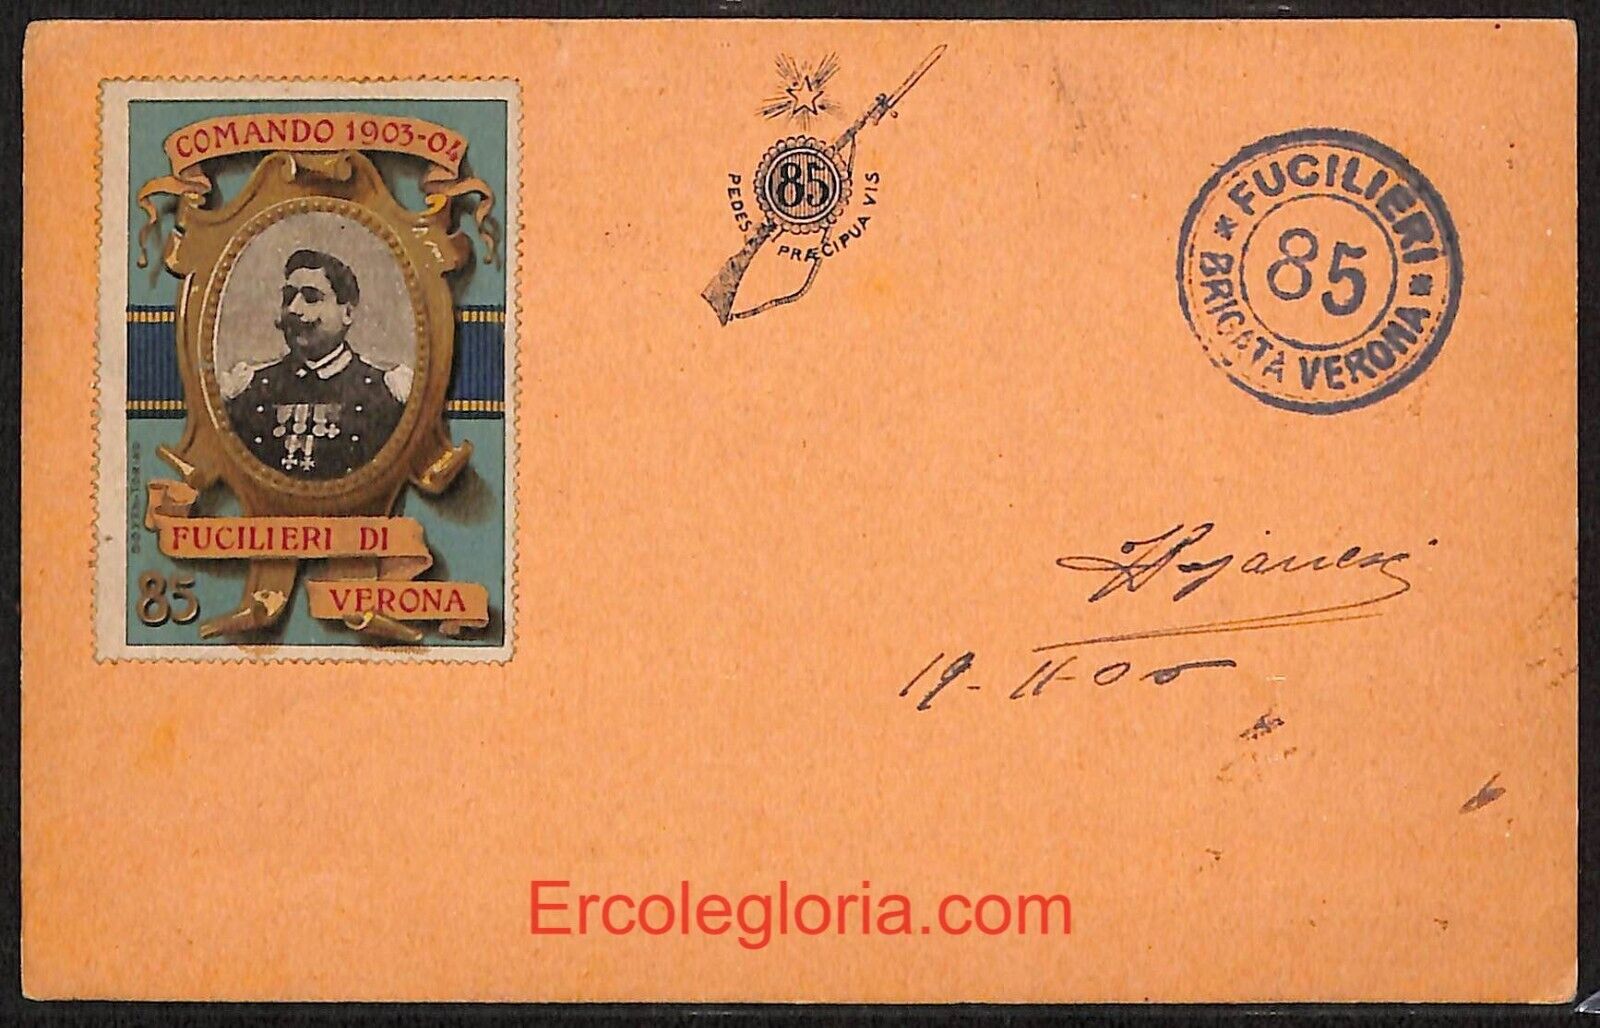 COMANDO 1903-04
FUCILIERI DI
VERONA
85
85
PEDES PRÆCIPUA VIS
* FUCILIERI *
85
BRIGATA VERONA
19-11-05
Ercolegloria.com